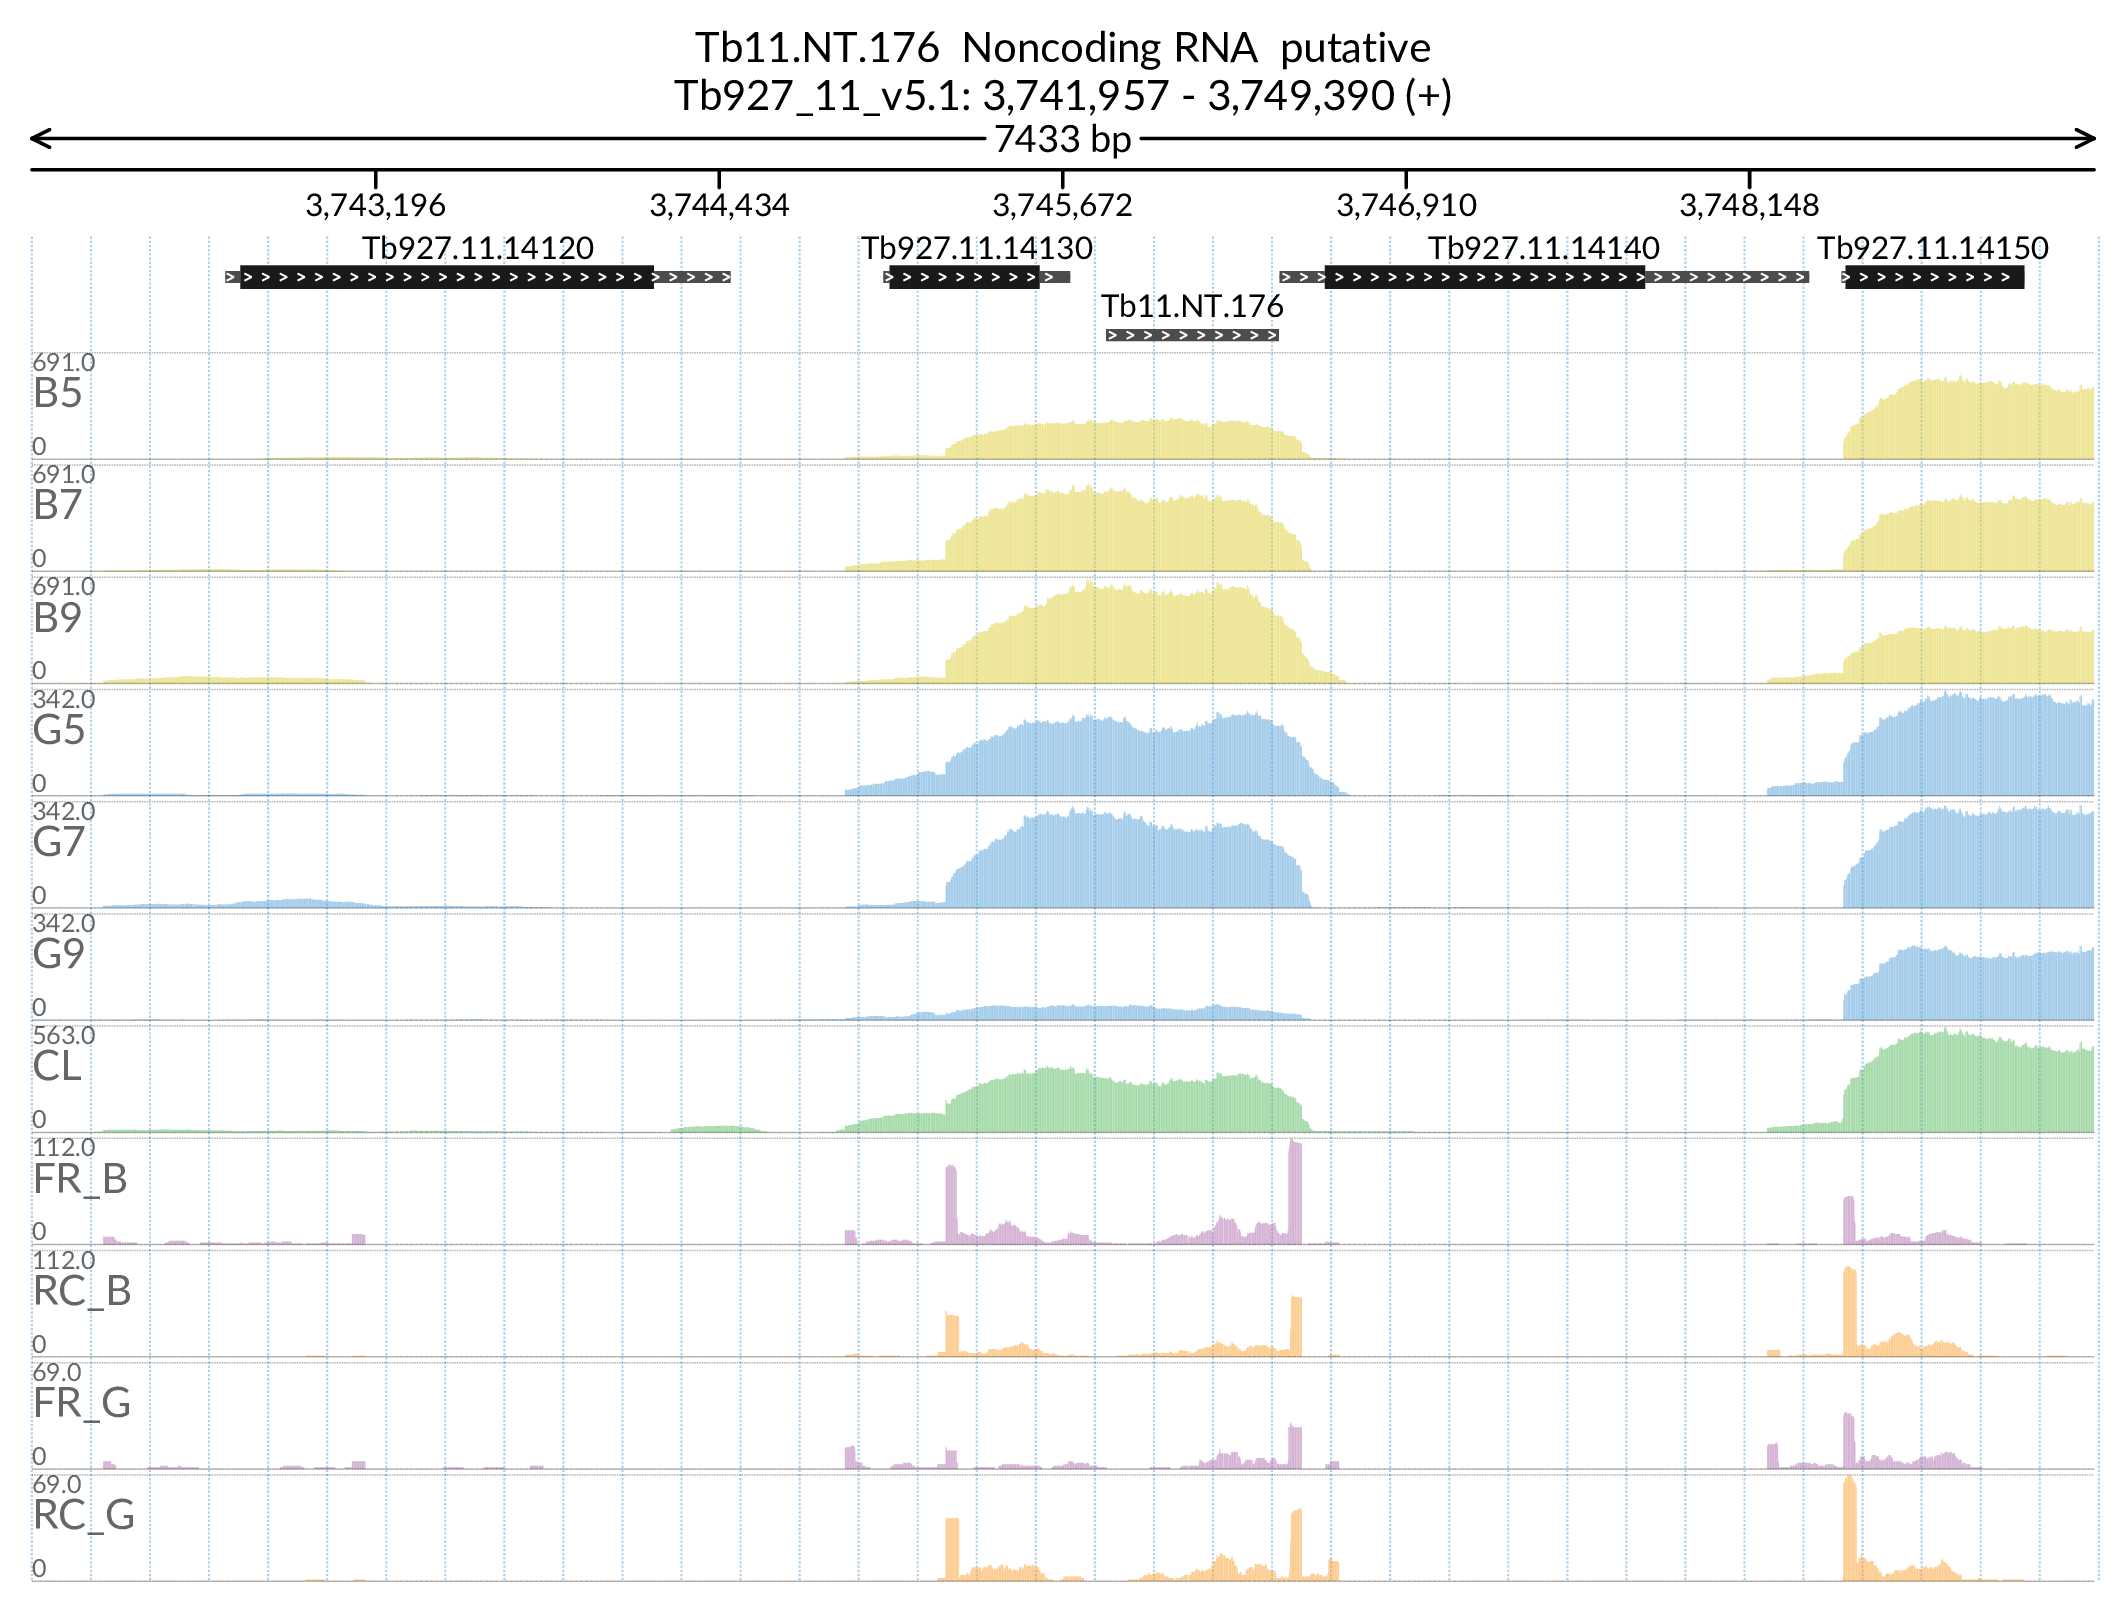 Tb11.NT.176 Noncoding RNA putative
Tb927_11_v5.1: 3,741,957 - 3,749,390 (+)
7433 bp
3,743,196 3,744,434 3,745,672 3,746,910 3,748,148
Tb927.11.14120 Tb927.11.14130 Tb927.11.14140 Tb927.11.14150
Tb11.NT.176
691.0
B5
0
691.0
B7
0
691.0
B9
0
342.0
G5
0
342.0
G7
0
342.0
G9
0
563.0
CL
0
112.0
FR_B
0
112.0
RC_B
0
69.0
FR_G
0
69.0
RC_G
0